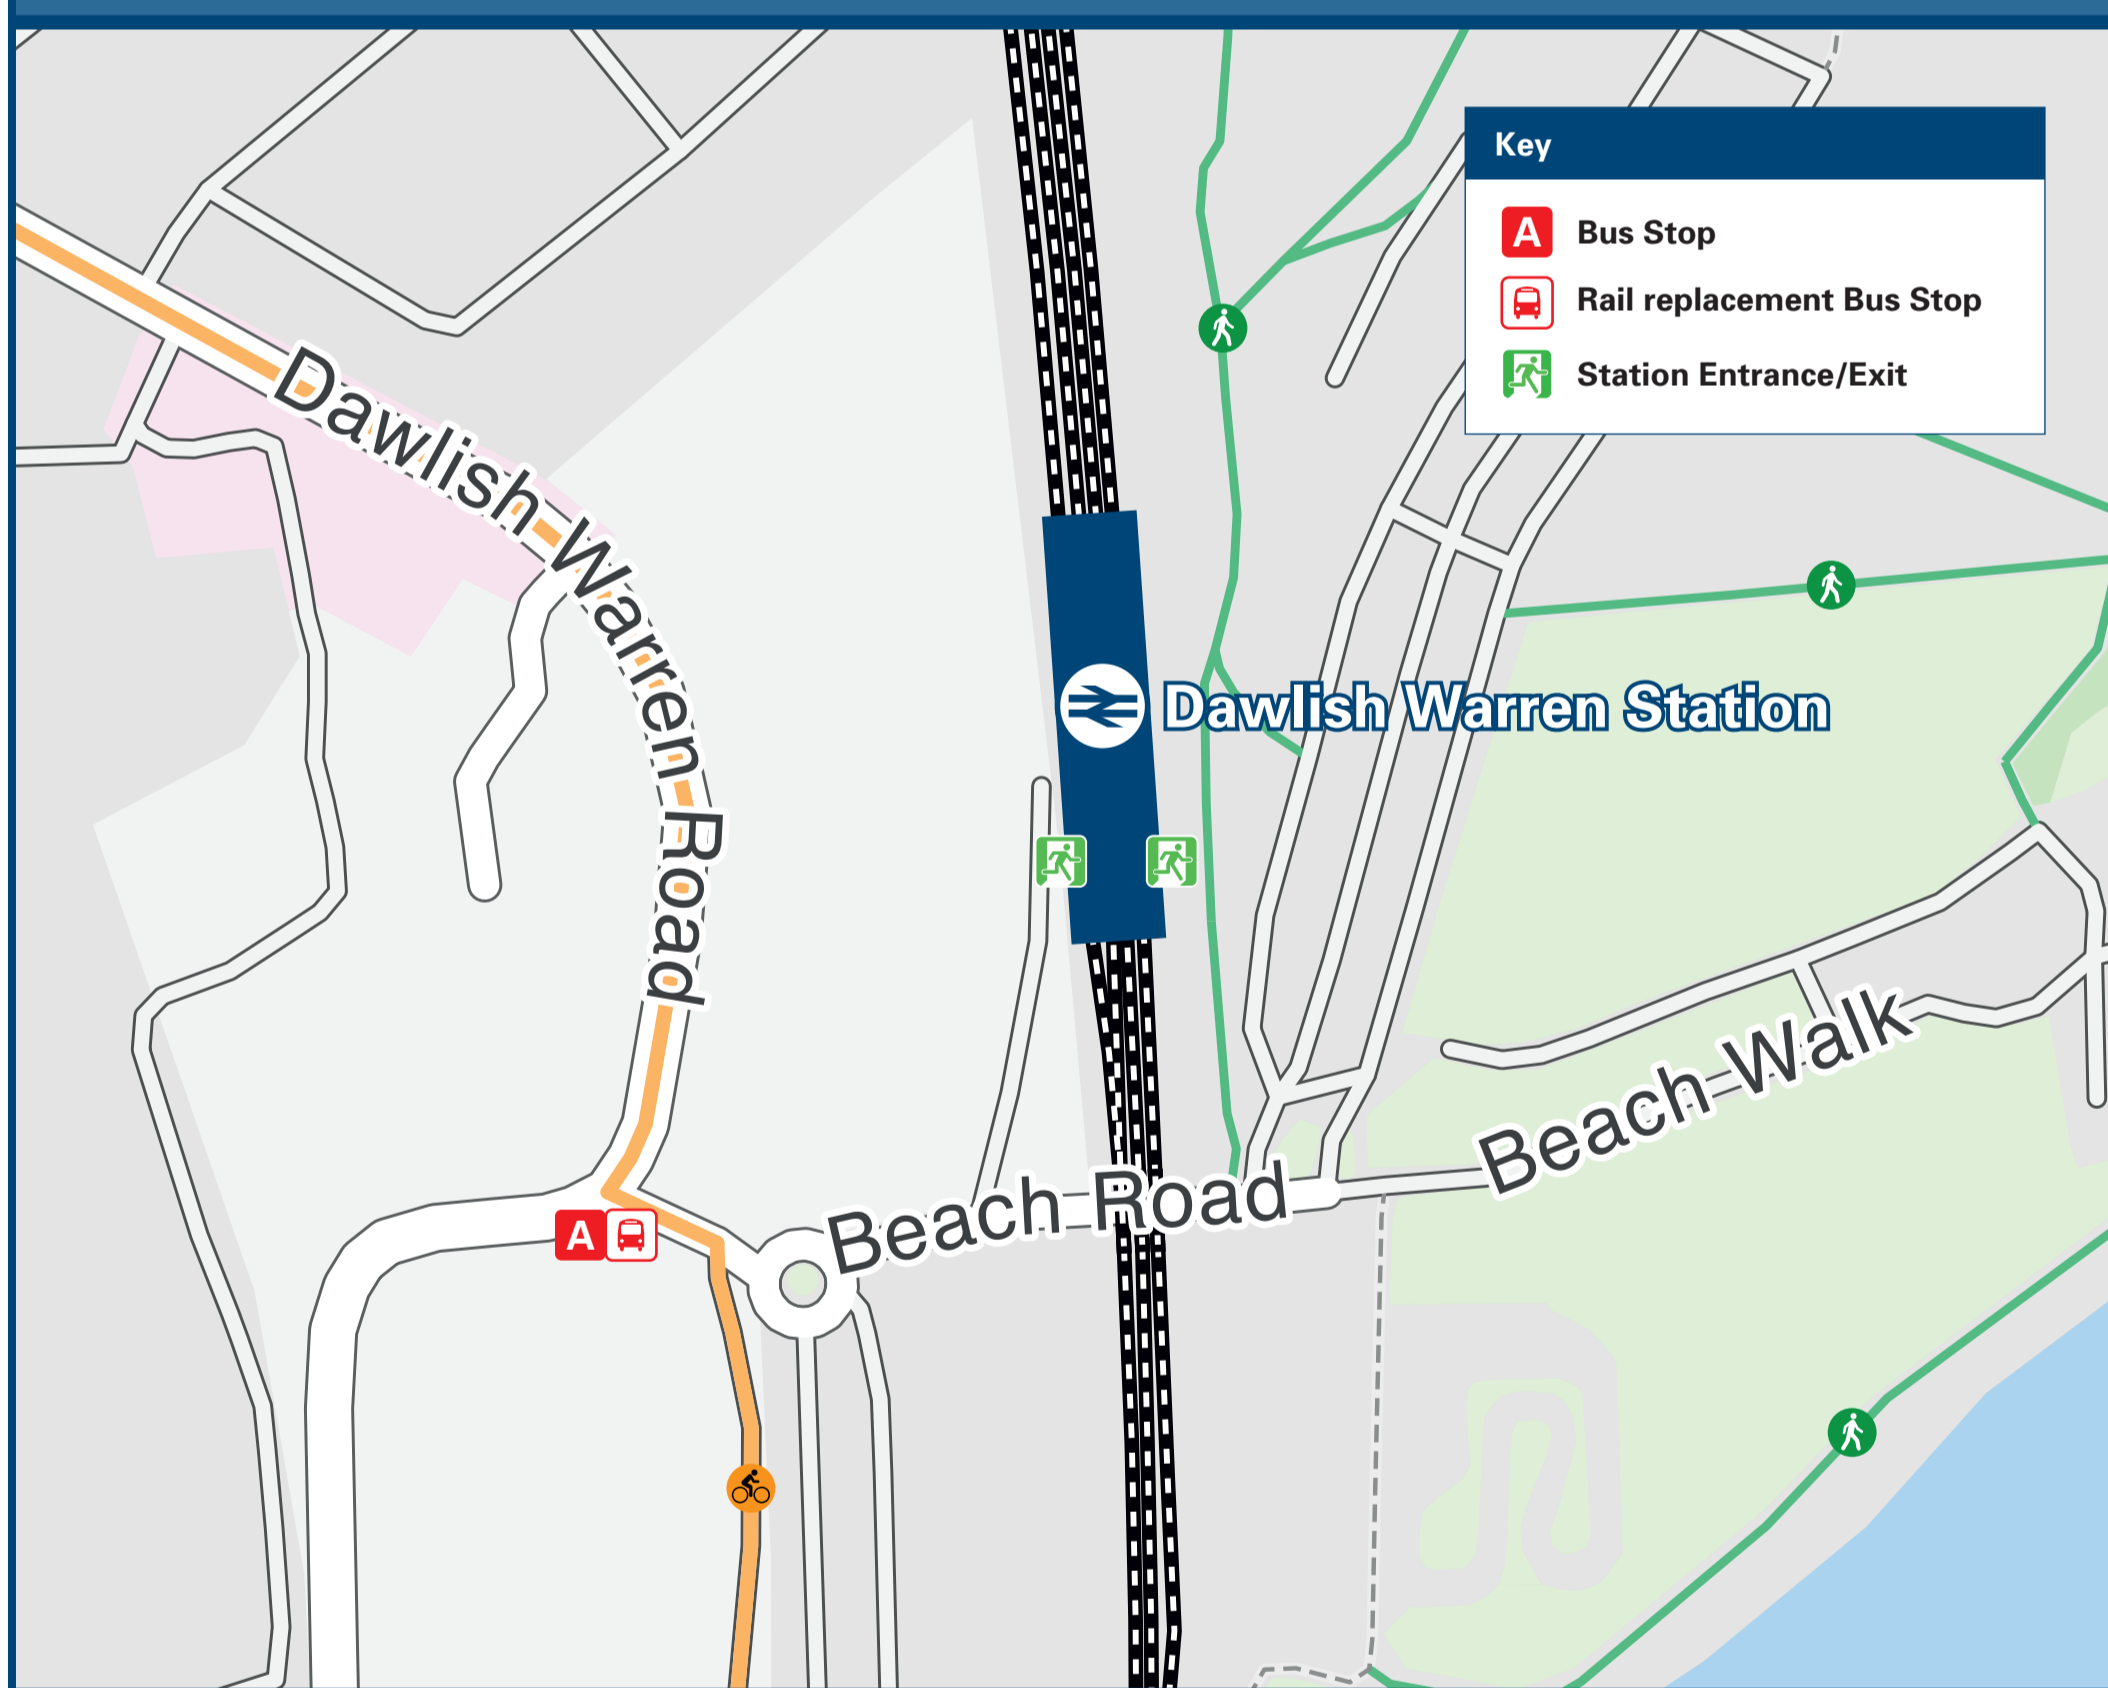 Key
A Bus Stop
Rail replacement Bus Stop
Station Entrance/Exit
Dawlish Warren Road
Dawlish Warren Station
Beach Walk
Beach Road
A